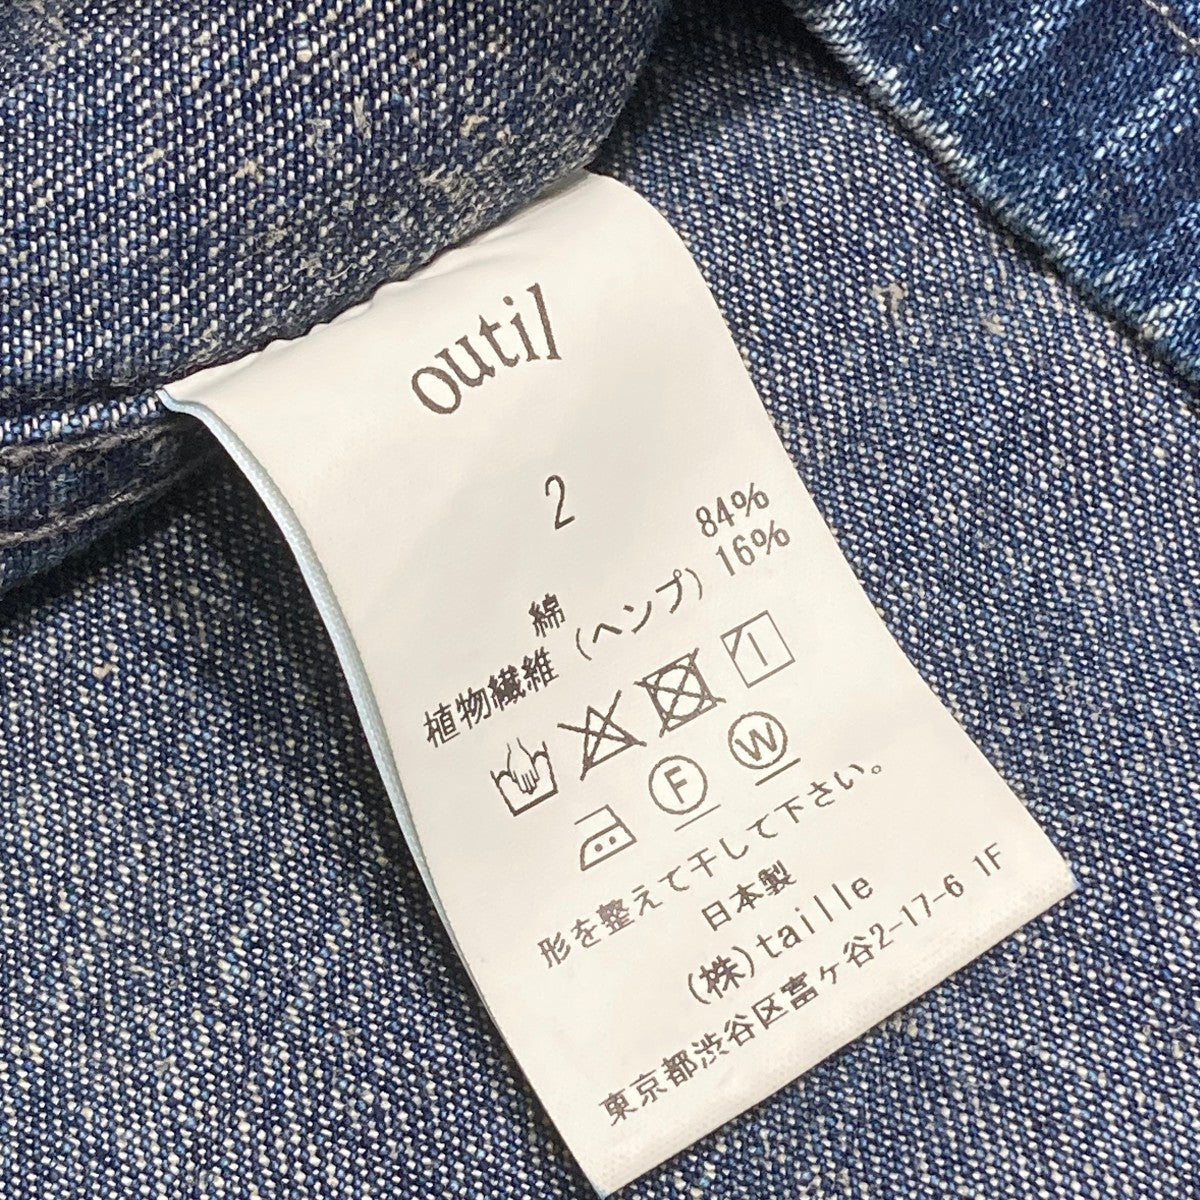 outil
2
綿 84%
植物繊維(ヘンプ) 16%
F W
形を整えて干して下さい。
日本製
(株)taille
東京都渋谷区富ヶ谷2-17-6 1F